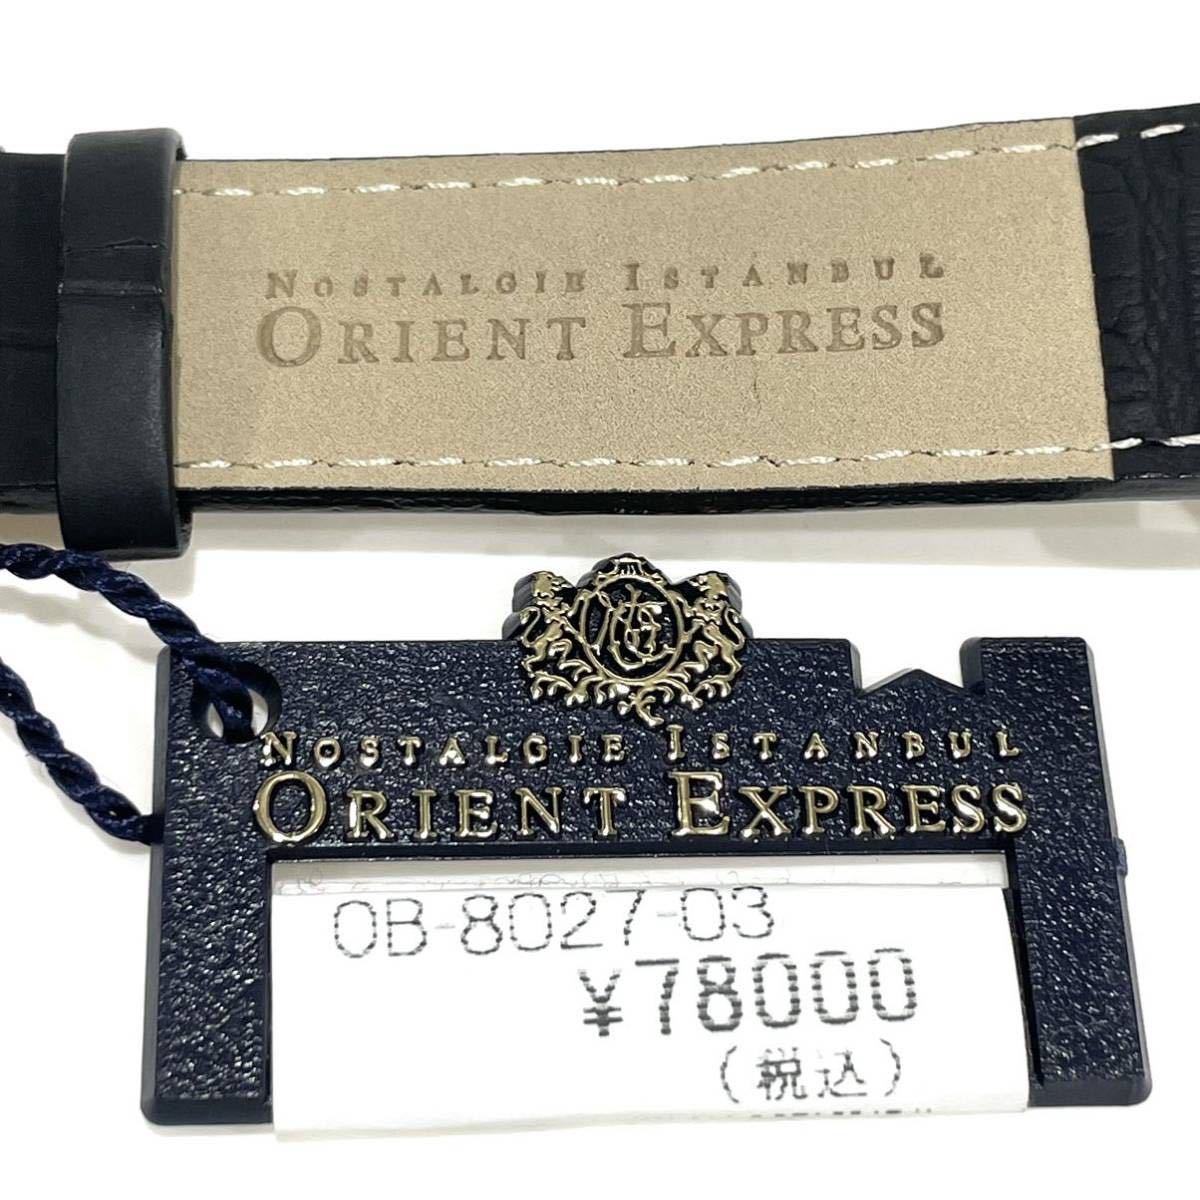 NOSTALGIE ISTANBUL
ORIENT EXPRESS
NOSTALGIE ISTANBUL
ORIENT EXPRESS
OB-8027-03
¥78000
(税込)